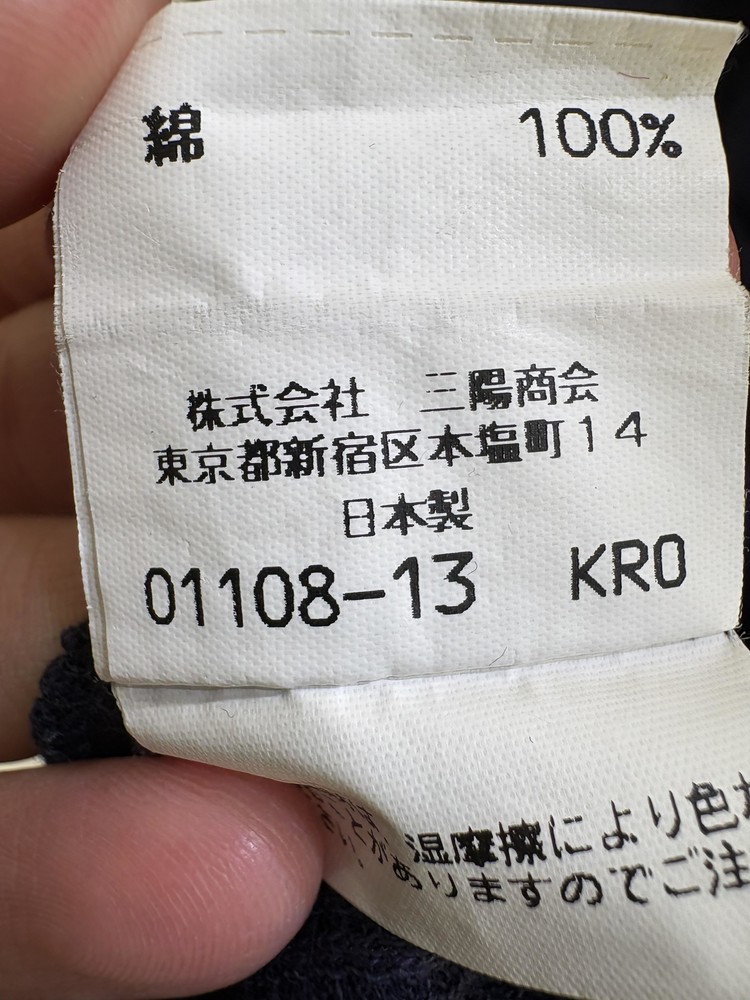 綿 100%
株式会社 三陽商会
東京都新宿区本塩町14
日本製
01108-13 KRO
湿摩擦により色
がありますのでご注